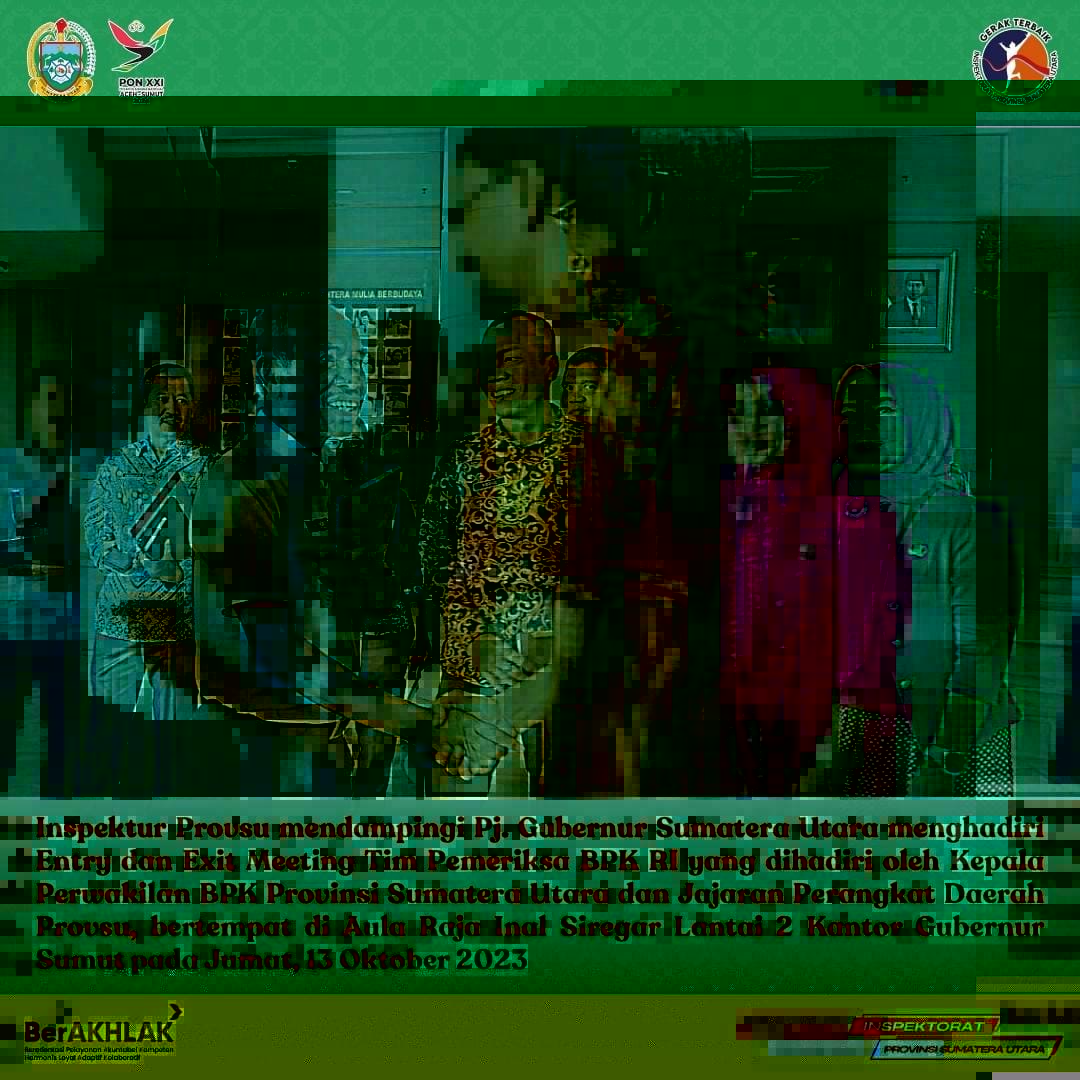 PON XXI
ACEH-SUMUT
GERAK TERBAIK
TERA MULIA BERBUDAYA
Inspektur Provsu mendampingi Pj. Gubernur Sumatera Utara menghadiri
Entry dan Exit Meeting Tim Pemeriksa BPK RI yang dihadiri oleh Kepala
Perwakilan BPK Provinsi Sumatera Utara dan Jajaran Perangkat Daerah
Provsu, bertempat di Aula Raja Inal Siregar Lantai 2 Kantor Gubernur
Sumut pada Jumat, 13 Oktober 2023
BerAKHLAK
Berorientasi Pelayanan Akuntabel Kompeten
Harmonis Loyal Adaptif Kolaboratif
INSPEKTORAT
PROVINSI SUMATERA UTARA